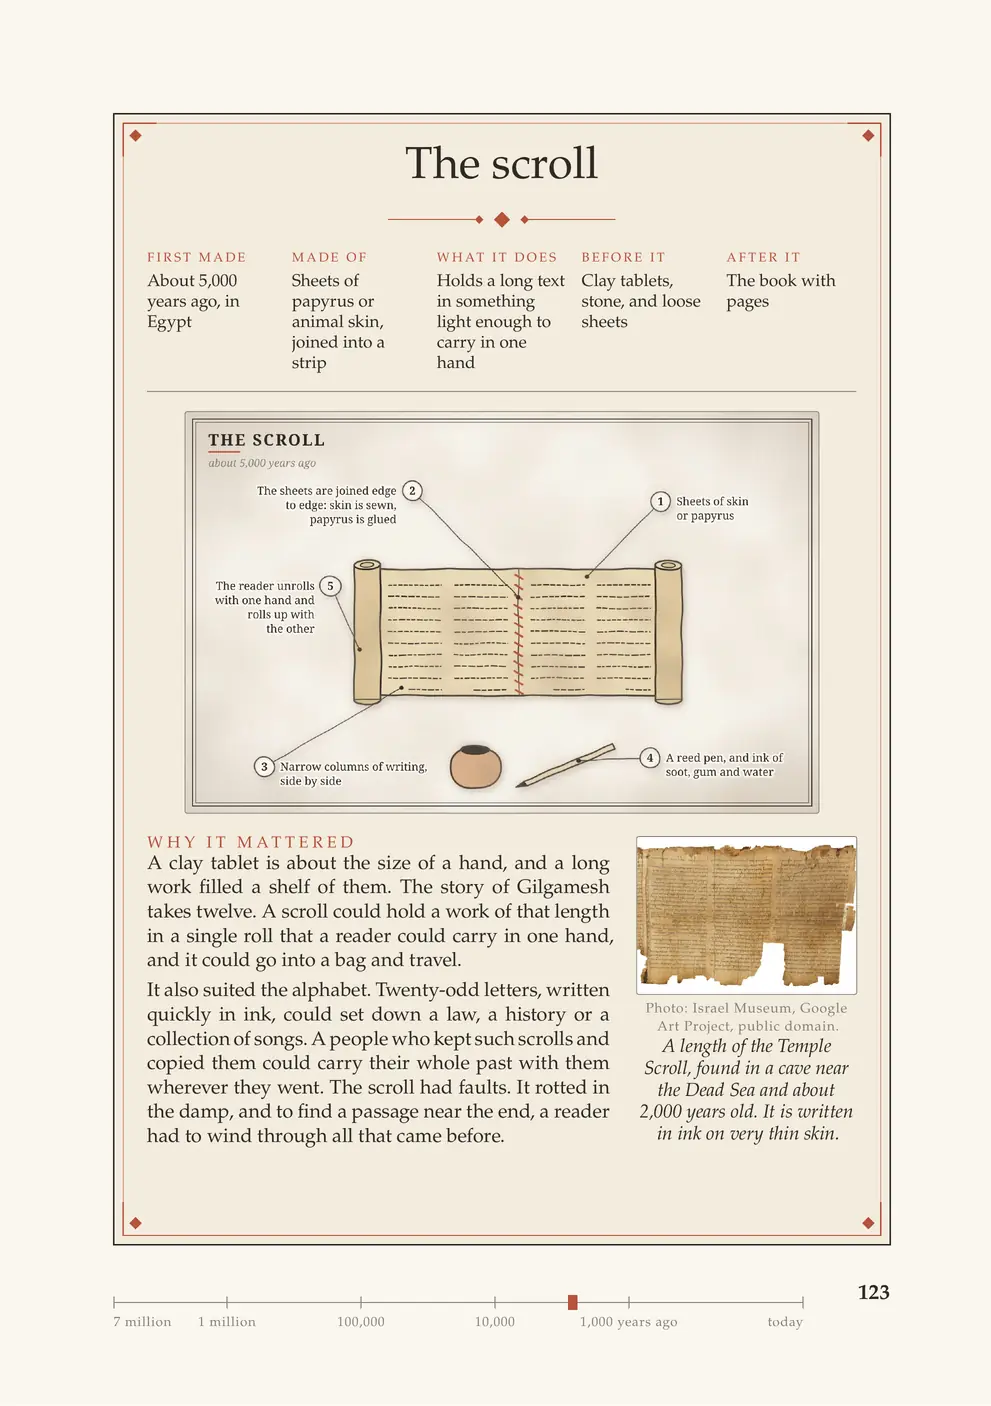 The scroll
FIRST MADE
About 5,000
years ago, in
Egypt
MADE OF
Sheets of
papyrus or
animal skin,
joined into a
strip
WHAT IT DOES
Holds a long text
in something
light enough to
carry in one
hand
BEFORE IT
Clay tablets,
stone, and loose
sheets
AFTER IT
The book with
pages
THE SCROLL
about 5,000 years ago
The sheets are joined edge
to edge: skin is sewn,
papyrus is glued
2
1
Sheets of skin
or papyrus
The reader unrolls
with one hand and
rolls up with
the other
5
3
Narrow columns of writing,
side by side
4
A reed pen, and ink of
soot, gum and water
WHY IT MATTERED
A clay tablet is about the size of a hand, and a long
work filled a shelf of them. The story of Gilgamesh
takes twelve. A scroll could hold a work of that length
in a single roll that a reader could carry in one hand,
and it could go into a bag and travel.
It also suited the alphabet. Twenty-odd letters, written
quickly in ink, could set down a law, a history or a
collection of songs. A people who kept such scrolls and
copied them could carry their whole past with them
wherever they went. The scroll had faults. It rotted in
the damp, and to find a passage near the end, a reader
had to wind through all that came before.
Photo: Israel Museum, Google
Art Project, public domain.
A length of the Temple
Scroll, found in a cave near
the Dead Sea and about
2,000 years old. It is written
in ink on very thin skin.
123
7 million
1 million
100,000
10,000
1,000 years ago
today